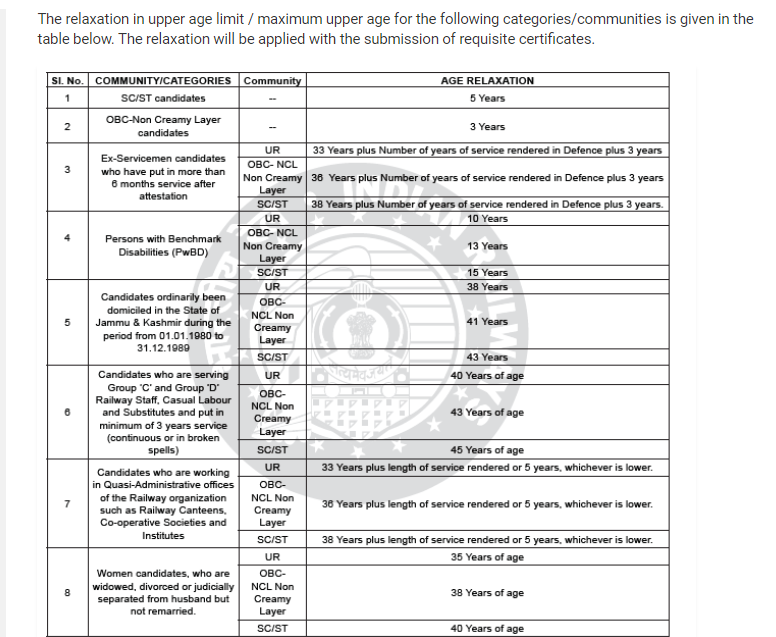 The relaxation in upper age limit / maximum upper age for the following categories/communities is given in the
table below. The relaxation will be applied with the submission of requisite certificates.
Sl. No. COMMUNITY/CATEGORIES Community AGE RELAXATION
1 SC/ST candidates -- 5 Years
2 OBC-Non Creamy Layer candidates -- 3 Years
3 Ex-Servicemen candidates
who have put in more than
6 months service after
attestation
UR 33 Years plus Number of years of service rendered in Defence plus 3 years
OBC- NCL
Non Creamy
Layer
36 Years plus Number of years of service rendered in Defence plus 3 years
SC/ST 38 Years plus Number of years of service rendered in Defence plus 3 years.
4 Persons with Benchmark
Disabilities (PwBD)
UR 10 Years
OBC- NCL
Non Creamy
Layer
13 Years
SC/ST 15 Years
5 Candidates ordinarily been
domiciled in the State of
Jammu & Kashmir during the
period from 01.01.1980 to
31.12.1989
UR 38 Years
OBC-
NCL Non
Creamy
Layer
41 Years
SC/ST 43 Years
6 Candidates who are serving
Group 'C' and Group 'D'
Railway Staff, Casual Labour
and Substitutes and put in
minimum of 3 years service
(continuous or in broken
spells)
UR 40 Years of age
OBC-
NCL Non
Creamy
Layer
43 Years of age
SC/ST 45 Years of age
7 Candidates who are working
in Quasi-Administrative offices
of the Railway organization
such as Railway Canteens,
Co-operative Societies and
Institutes
UR 33 Years plus length of service rendered or 5 years, whichever is lower.
OBC-
NCL Non
Creamy
Layer
36 Years plus length of service rendered or 5 years, whichever is lower.
SC/ST 38 Years plus length of service rendered or 5 years, whichever is lower.
8 Women candidates, who are
widowed, divorced or judicially
separated from husband but
not remarried.
UR 35 Years of age
OBC-
NCL Non
Creamy
Layer
38 Years of age
SC/ST 40 Years of age